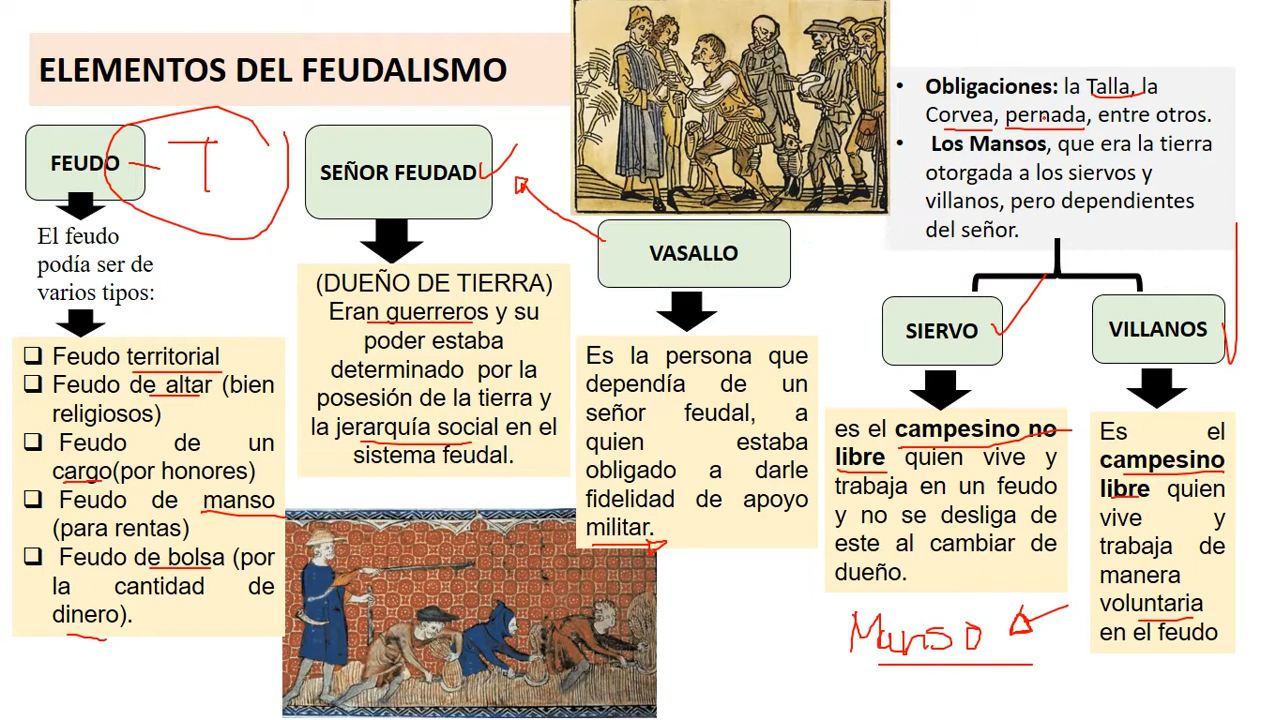 ELEMENTOS DEL FEUDALISMO
FEUDO
T
El feudo
podía ser de
varios tipos:
❑ Feudo territorial
❑ Feudo de altar (bien
religiosos)
❑ Feudo de un
cargo(por honores)
❑ Feudo de manso
(para rentas)
❑ Feudo de bolsa (por
la cantidad de
dinero).
SEÑOR FEUDAD
(DUEÑO DE TIERRA)
Eran guerreros y su
poder estaba
determinado por la
posesión de la tierra y
la jerarquía social en el
sistema feudal.
VASALLO
Es la persona que
dependía de un
señor feudal, a
quien estaba
obligado a darle
fidelidad de apoyo
militar.
• Obligaciones: la Talla, la
Corvea, pernada, entre otros.
• Los Mansos, que era la tierra
otorgada a los siervos y
villanos, pero dependientes
del señor.
SIERVO
es el campesino no
libre quien vive y
trabaja en un feudo
y no se desliga de
este al cambiar de
dueño.
Manso
VILLANOS
Es el
campesino
libre quien
vive y
trabaja de
manera
voluntaria
en el feudo